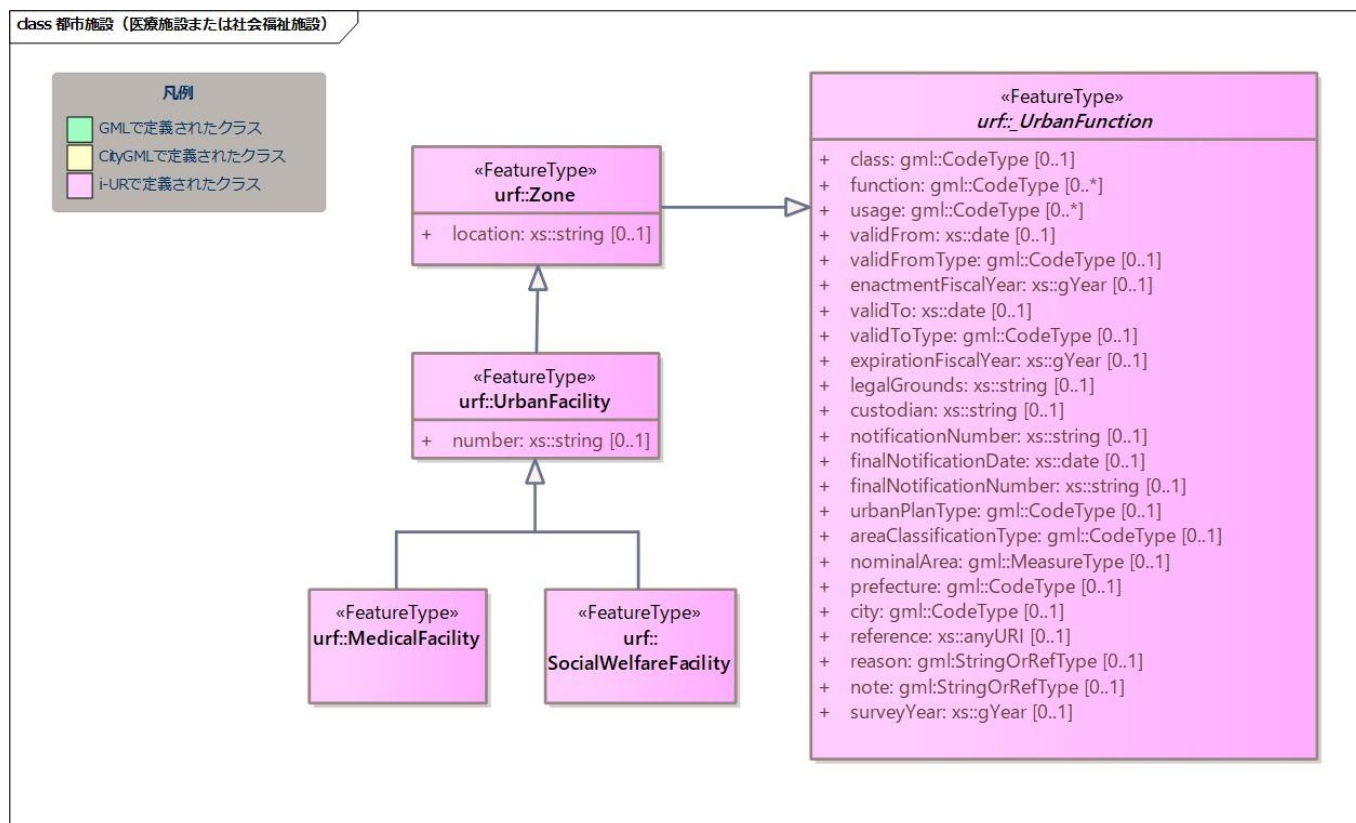 class 都市施設（医療施設または社会福祉施設）
凡例
GMLで定義されたクラス
CityGMLで定義されたクラス
i-URで定義されたクラス
«FeatureType»
urf::Zone
+ location: xs::string [0..1]
«FeatureType»
urf::UrbanFacility
+ number: xs::string [0..1]
«FeatureType»
urf::MedicalFacility
«FeatureType»
urf::
SocialWelfareFacility
«FeatureType»
urf::_UrbanFunction
+ class: gml::CodeType [0..1]
+ function: gml::CodeType [0..*]
+ usage: gml::CodeType [0..*]
+ validFrom: xs::date [0..1]
+ validFromType: gml::CodeType [0..1]
+ enactmentFiscalYear: xs::gYear [0..1]
+ validTo: xs::date [0..1]
+ validToType: gml::CodeType [0..1]
+ expirationFiscalYear: xs::gYear [0..1]
+ legalGrounds: xs::string [0..1]
+ custodian: xs::string [0..1]
+ notificationNumber: xs::string [0..1]
+ finalNotificationDate: xs::date [0..1]
+ finalNotificationNumber: xs::string [0..1]
+ urbanPlanType: gml::CodeType [0..1]
+ areaClassificationType: gml::CodeType [0..1]
+ nominalArea: gml::MeasureType [0..1]
+ prefecture: gml::CodeType [0..1]
+ city: gml::CodeType [0..1]
+ reference: xs::anyURI [0..1]
+ reason: gml:StringOrRefType [0..1]
+ note: gml:StringOrRefType [0..1]
+ surveyYear: xs::gYear [0..1]